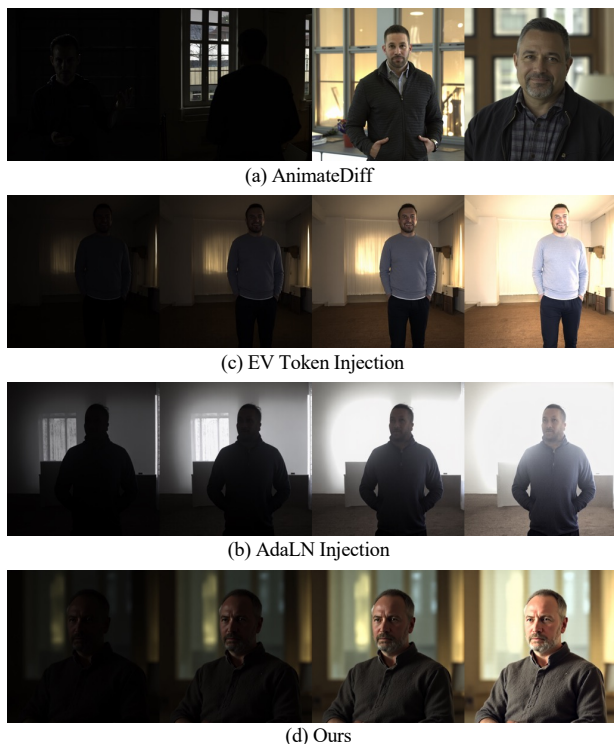 (a) AnimateDiff
(c) EV Token Injection
(b) AdaLN Injection
(d) Ours